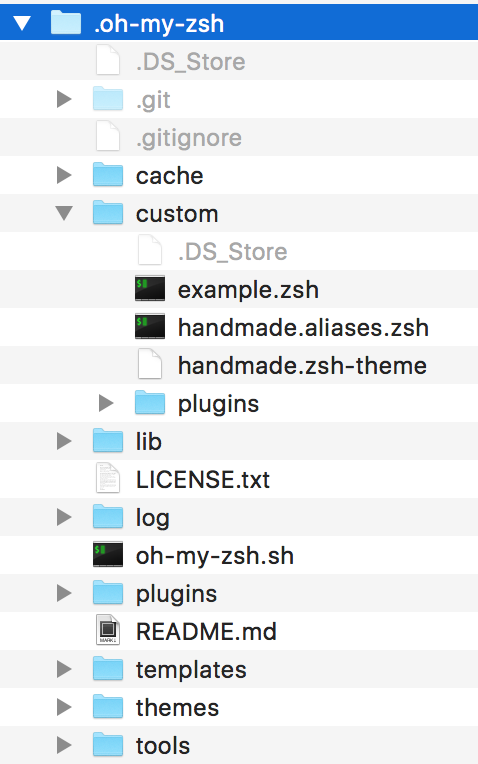 .oh-my-zsh
.DS_Store
.git
.gitignore
cache
custom
.DS_Store
example.zsh
handmade.aliases.zsh
handmade.zsh-theme
plugins
lib
LICENSE.txt
log
oh-my-zsh.sh
plugins
README.md
templates
themes
tools